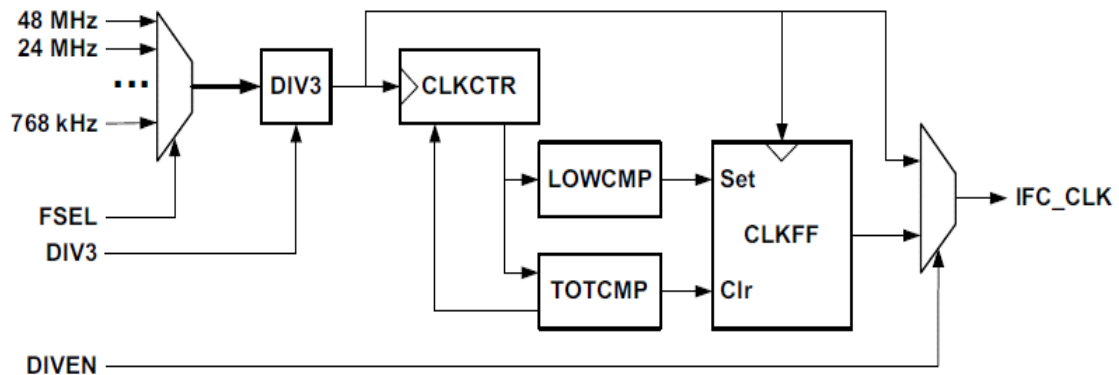 48 MHz
24 MHz
...
768 kHz
FSEL
DIV3
DIVEN
DIV3
CLKCTR
LOWCMP
TOTCMP
Set
CLKFF
Clr
IFC_CLK